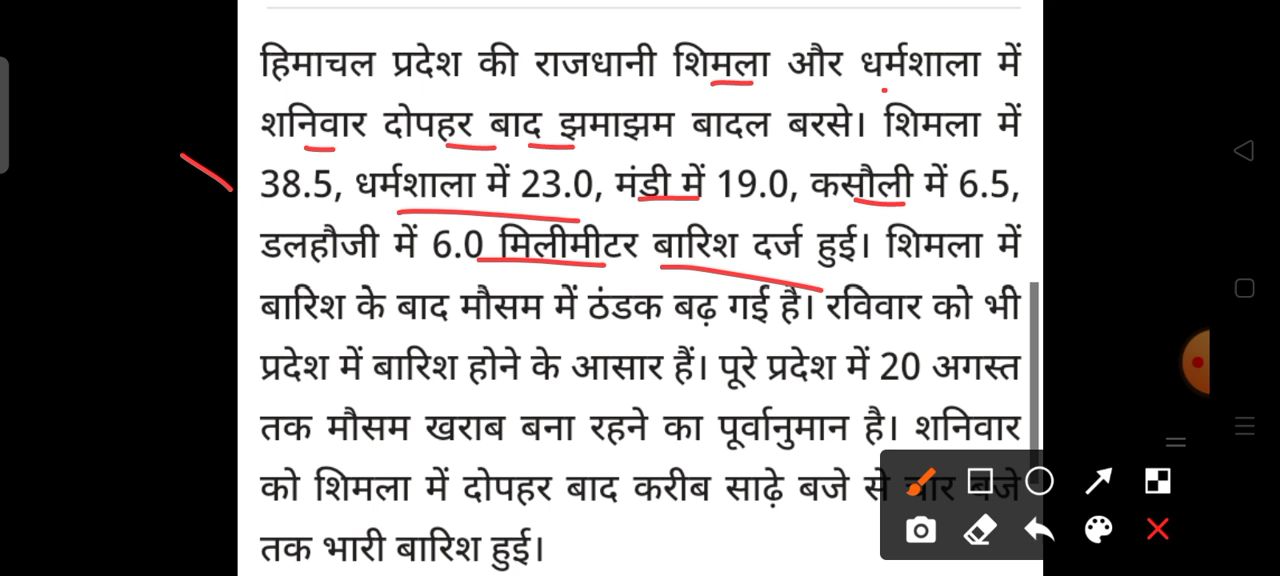 हिमाचल प्रदेश की राजधानी शिमला और धर्मशाला में
शनिवार दोपहर बाद झमाझम बादल बरसे। शिमला में
38.5, धर्मशाला में 23.0, मंडी में 19.0, कसौली में 6.5,
डलहौजी में 6.0 मिलीमीटर बारिश दर्ज हुई। शिमला में
बारिश के बाद मौसम में ठंडक बढ़ गई है। रविवार को भी
प्रदेश में बारिश होने के आसार हैं। पूरे प्रदेश में 20 अगस्त
तक मौसम खराब बना रहने का पूर्वानुमान है। शनिवार
को शिमला में दोपहर बाद करीब साढ़े बजे से चार बजे
तक भारी बारिश हुई।